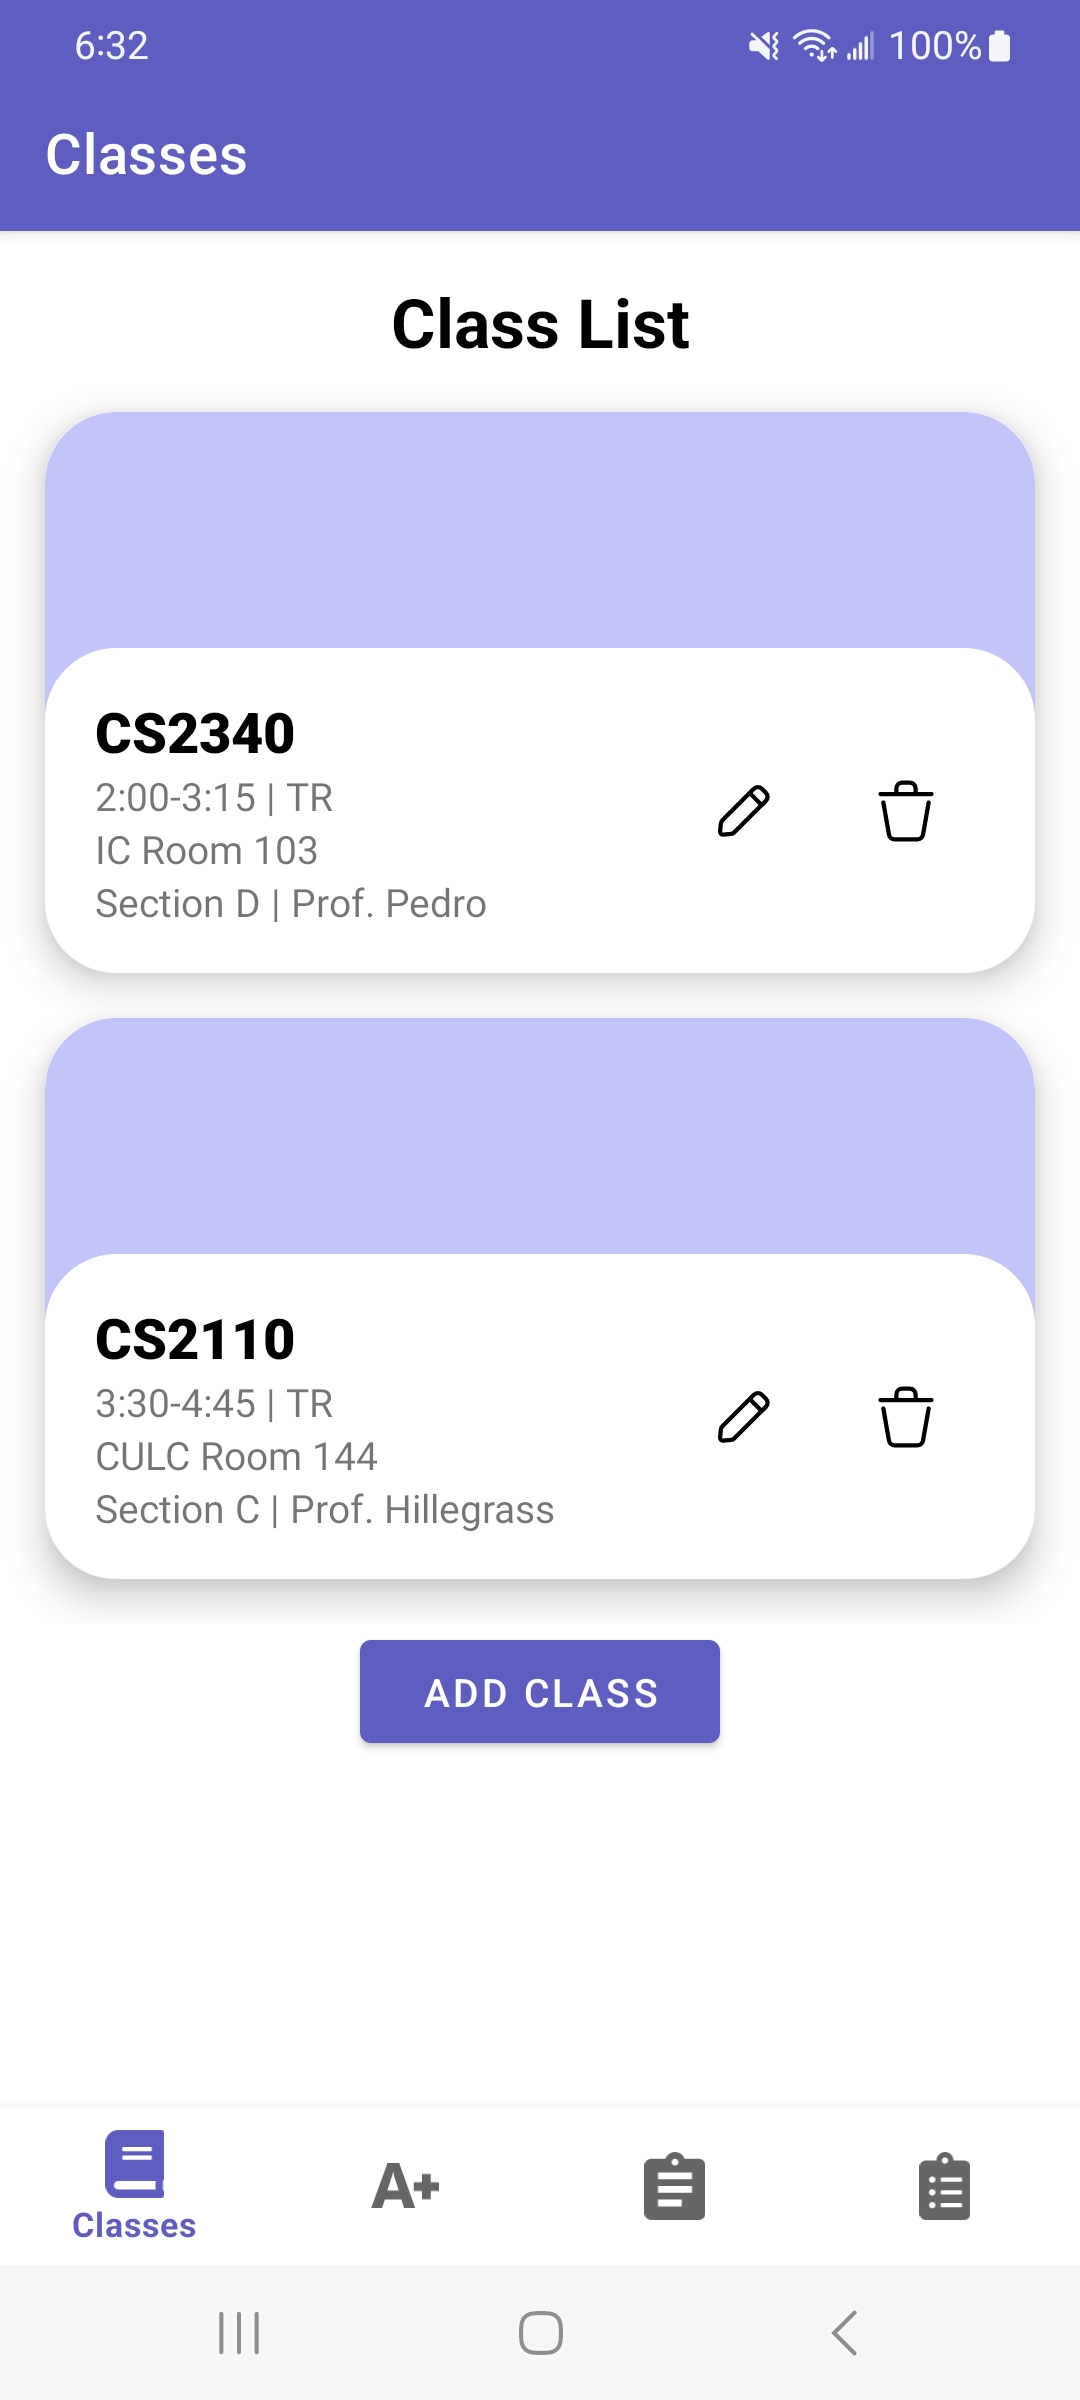 6:32
100%
Classes
Class List
CS2340
2:00-3:15 | TR
IC Room 103
Section D | Prof. Pedro
CS2110
3:30-4:45 | TR
CULC Room 144
Section C | Prof. Hillegrass
ADD CLASS
A+
Classes